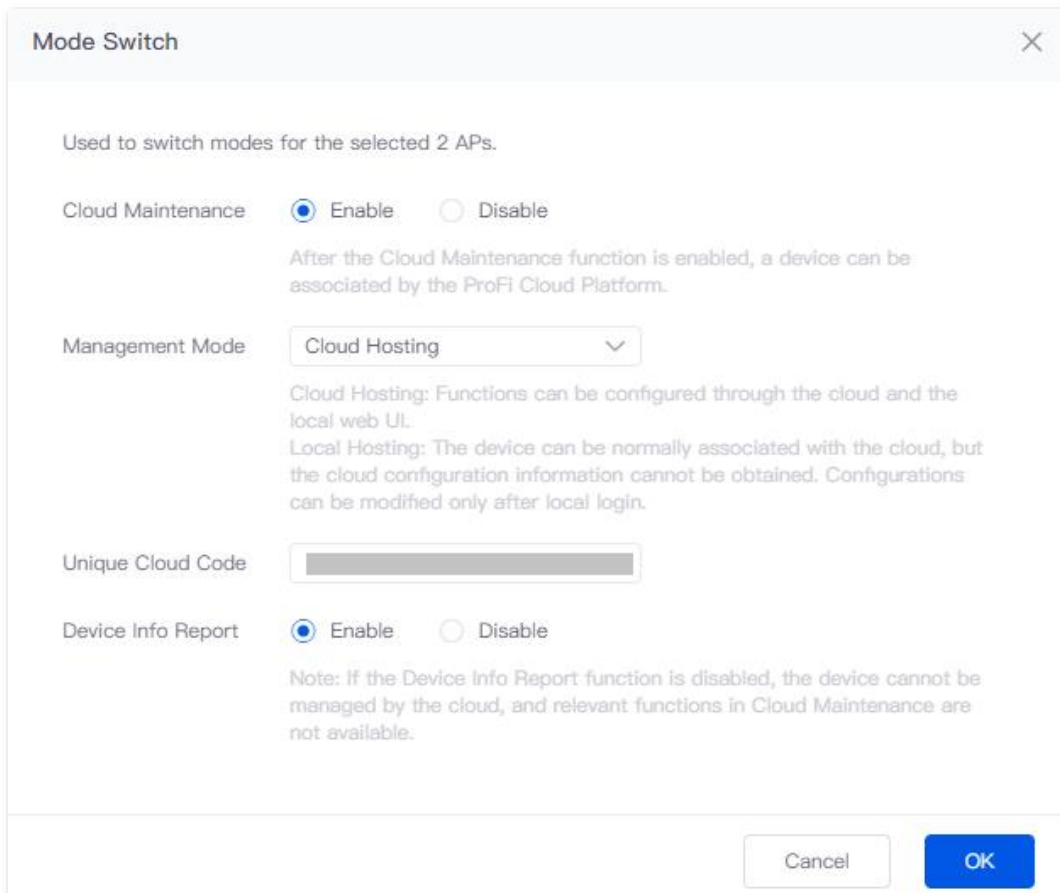 Mode Switch
Used to switch modes for the selected 2 APs.
Cloud Maintenance Enable Disable
After the Cloud Maintenance function is enabled, a device can be
associated by the ProFi Cloud Platform.
Management Mode Cloud Hosting
Cloud Hosting: Functions can be configured through the cloud and the
local web UI.
Local Hosting: The device can be normally associated with the cloud, but
the cloud configuration information cannot be obtained. Configurations
can be modified only after local login.
Unique Cloud Code
Device Info Report Enable Disable
Note: If the Device Info Report function is disabled, the device cannot be
managed by the cloud, and relevant functions in Cloud Maintenance are
not available.
Cancel OK